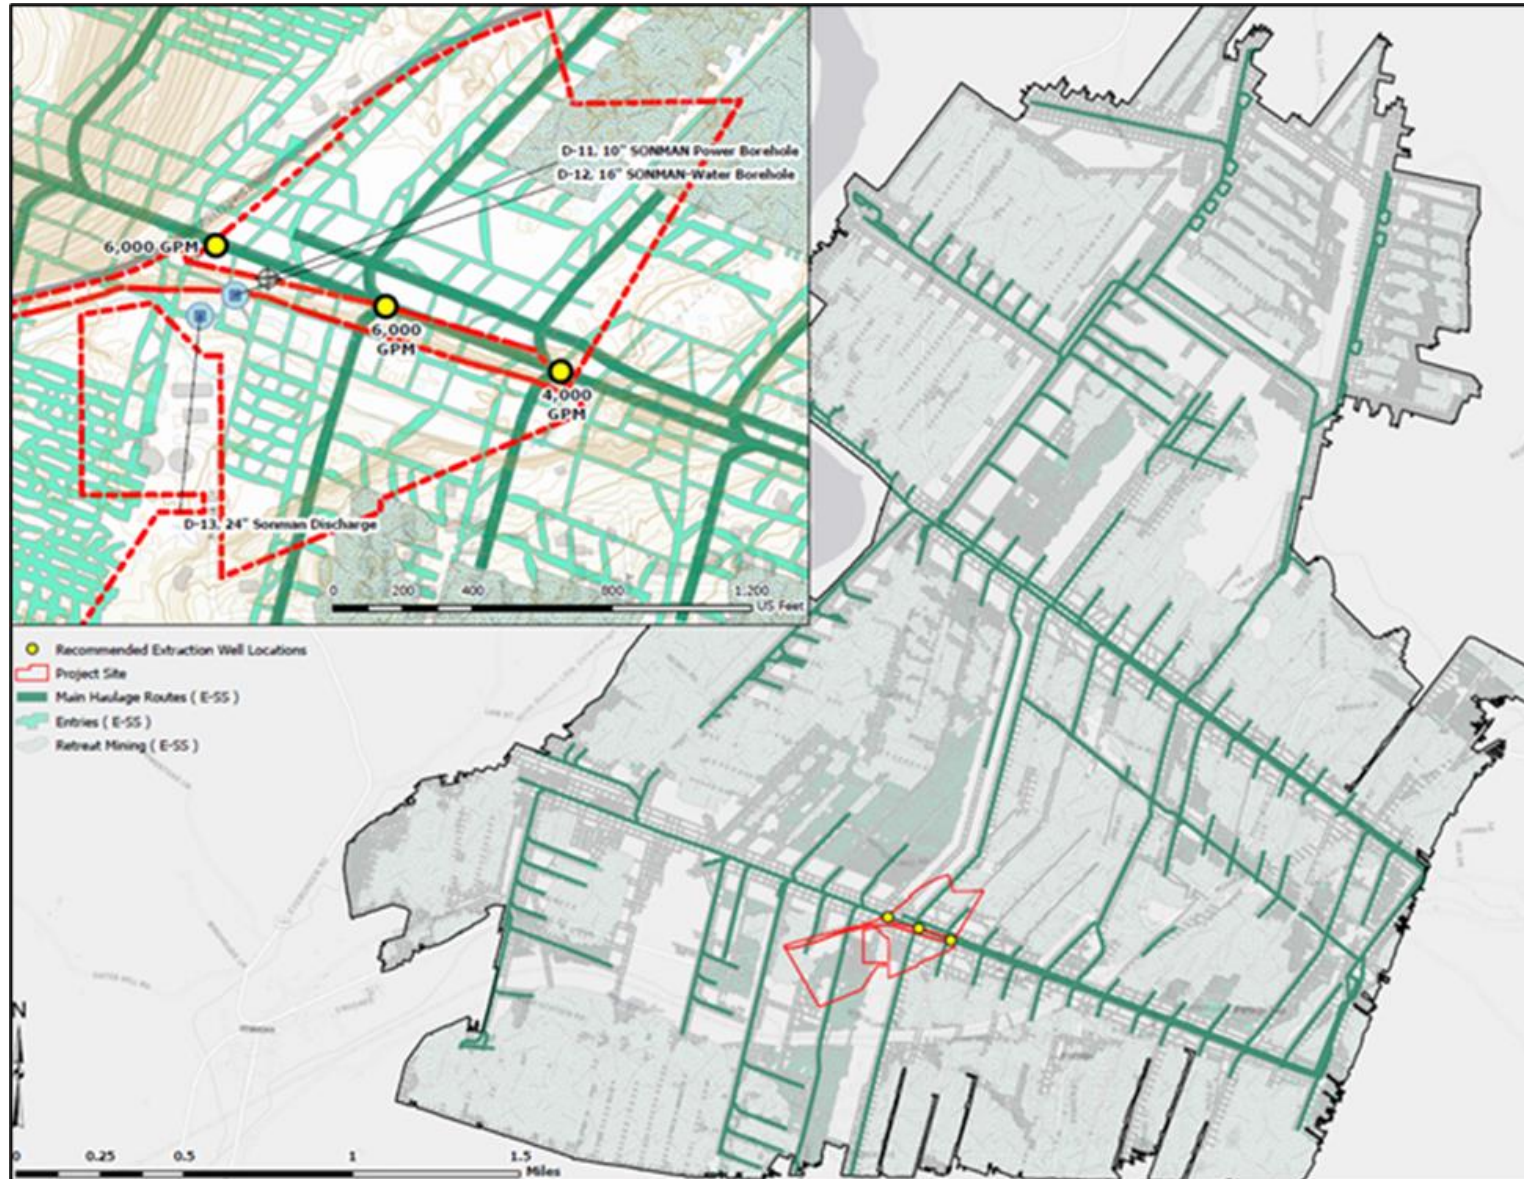 D-11, 10" SONMAN Power Borehole
D-12, 16" SONMAN-Water Borehole
6,000 GPM
6,000
GPM
4,000
GPM
D-13, 24" Sonman Discharge
0 200 400 800 1,200
US Feet
Recommended Extraction Well Locations
Project Site
Main Haulage Routes ( E-SS )
Entries ( E-SS )
Retreat Mining ( E-SS )
N
0 0.25 0.5 1 1.5
Miles